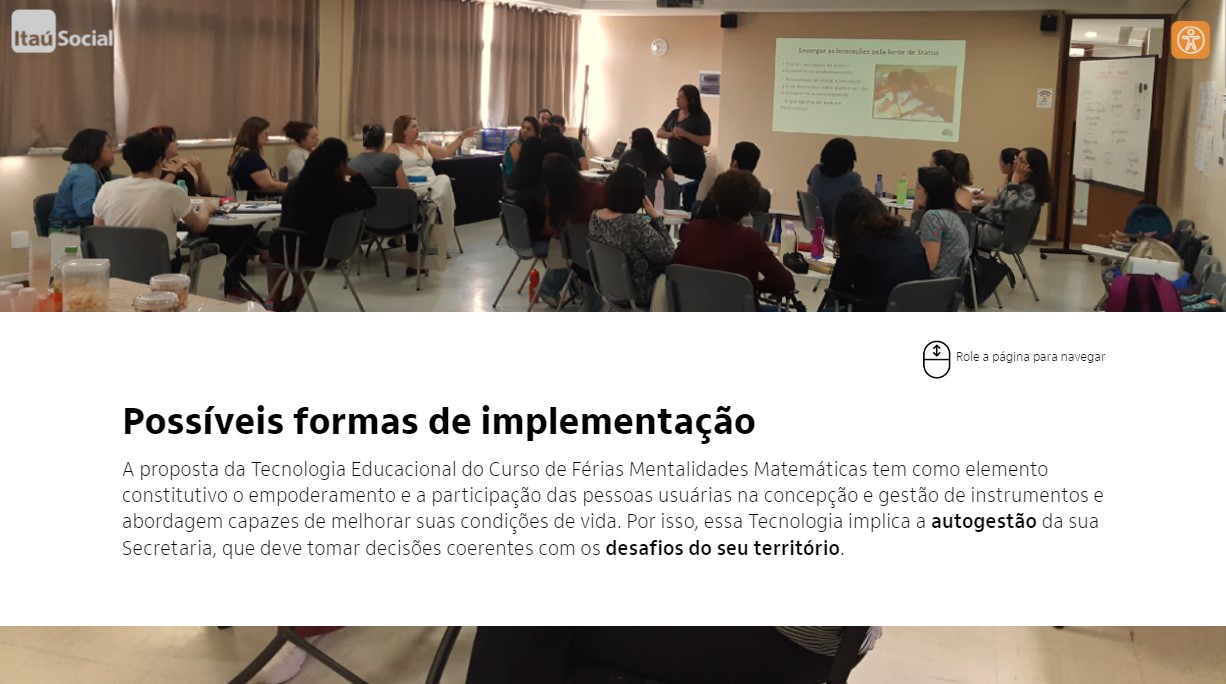 Itaú Social
Enxergar as interações pela lente de Status
Role a página para navegar
Possíveis formas de implementação
A proposta da Tecnologia Educacional do Curso de Férias Mentalidades Matemáticas tem como elemento
constitutivo o empoderamento e a participação das pessoas usuárias na concepção e gestão de instrumentos e
abordagem capazes de melhorar suas condições de vida. Por isso, essa Tecnologia implica a autogestão da sua
Secretaria, que deve tomar decisões coerentes com os desafios do seu território.